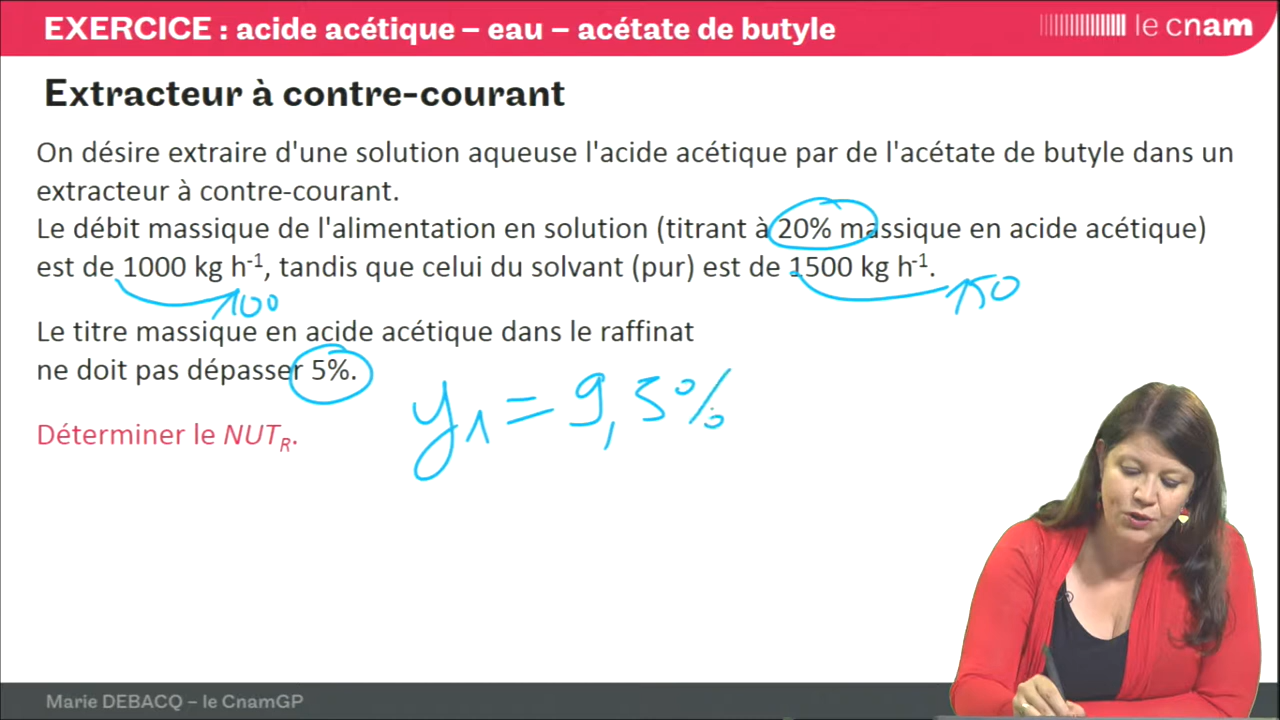 EXERCICE : acide acétique – eau – acétate de butyle
le cnam
Extracteur à contre-courant
On désire extraire d'une solution aqueuse l'acide acétique par de l'acétate de butyle dans un
extracteur à contre-courant.
Le débit massique de l'alimentation en solution (titrant à 20% massique en acide acétique)
est de 1000 kg h-1, tandis que celui du solvant (pur) est de 1500 kg h-1.
100
150
Le titre massique en acide acétique dans le raffinat
ne doit pas dépasser 5%.
y1 = 9,5%
Déterminer le NUTR.
Marie DEBACQ – le CnamGP